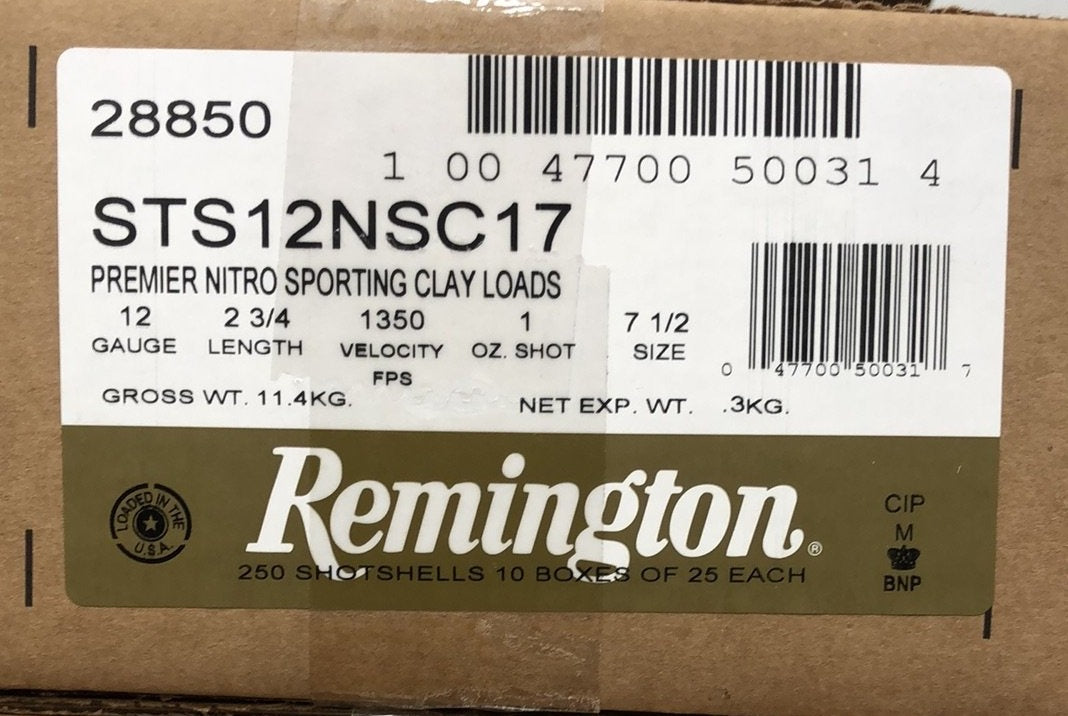 28850
1 00 47700 50031 4
STS12NSC17
PREMIER NITRO SPORTING CLAY LOADS
12 2 3/4 1350 1 7 1/2
GAUGE LENGTH VELOCITY OZ. SHOT SIZE
FPS
0 47700 50031 7
GROSS WT. 11.4KG. NET EXP. WT. .3KG.
LOADED IN THE U.S.A.
Remington®
250 SHOTSHELLS 10 BOXES OF 25 EACH
CIP
M
BNP